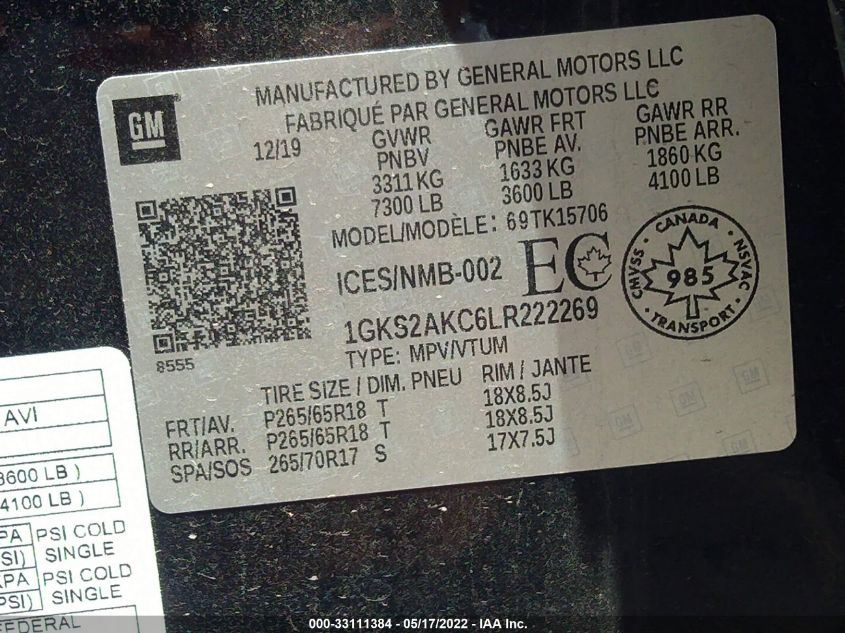 MANUFACTURED BY GENERAL MOTORS LLC
FABRIQUÉ PAR GENERAL MOTORS LLC
GM
12/19
GVWR GAWR FRT GAWR RR
PNBV PNBE AV. PNBE ARR.
3311 KG 1633 KG 1860 KG
7300 LB 3600 LB 4100 LB
MODEL/MODÈLE: 69TK15706
ICES/NMB-002 EC
CANADA
CMVSS 985 NSVAC
TRANSPORT
1GKS2AKC6LR222269
TYPE: MPV/VTUM
8555
TIRE SIZE / DIM. PNEU RIM / JANTE
FRT/AV. P265/65R18 T 18X8.5J
RR/ARR. P265/65R18 T 18X8.5J
SPA/SOS 265/70R17 S 17X7.5J
AVI
3600 LB )
4100 LB )
PA PSI COLD
SI) SINGLE
KPA PSI COLD
PSI) SINGLE
FEDERAL
000-33111384 - 05/17/2022 - IAA Inc.